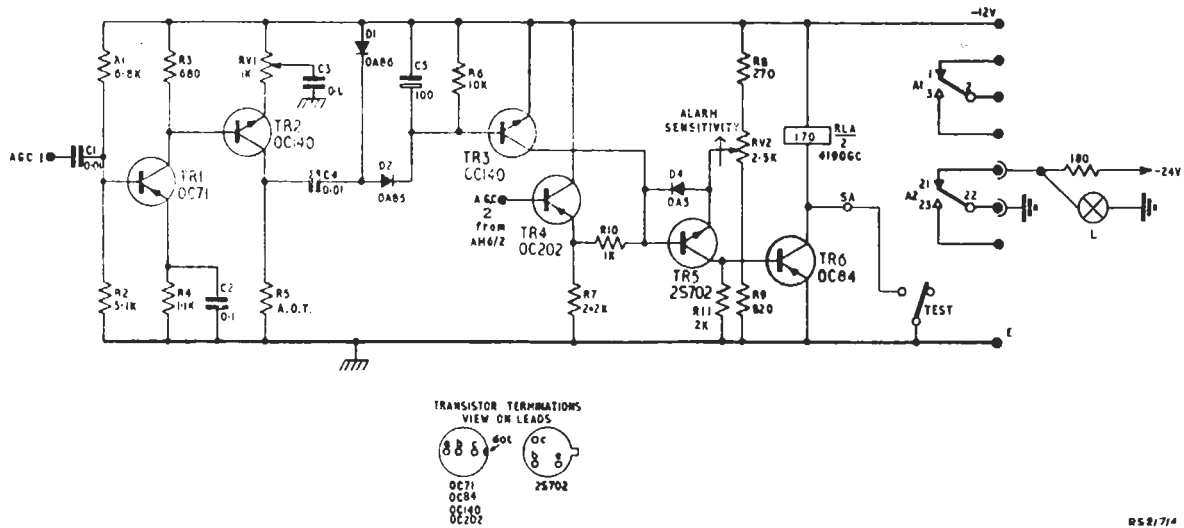 -12V
R1
6·8K
R3
680
RV1
1K
C3
0·1
D1
OA86
C5
100
R6
10K
R8
270
ALARM
SENSITIVITY
RV2
2·5K
170
RLA
2
4190GC
A1
1
2
3
AGC 1
C1
0·01
TR1
OC71
TR2
OC140
C4
0·01
D2
OA85
TR3
OC140
AGC
2
from
AM6/2
TR4
OC202
R10
1K
D4
OA5
TR5
2S702
SA
TR6
OC84
A2
21
22
23
180
-24V
L
R2
5·1K
R4
1·1K
C2
0·1
R5
A.O.T.
R7
2·2K
R11
2K
R9
820
TEST
E
TRANSISTOR TERMINATIONS
VIEW ON LEADS
e b c dot
c
b e
OC71
OC84
OC140
OC202
2S702
RS2/7/4